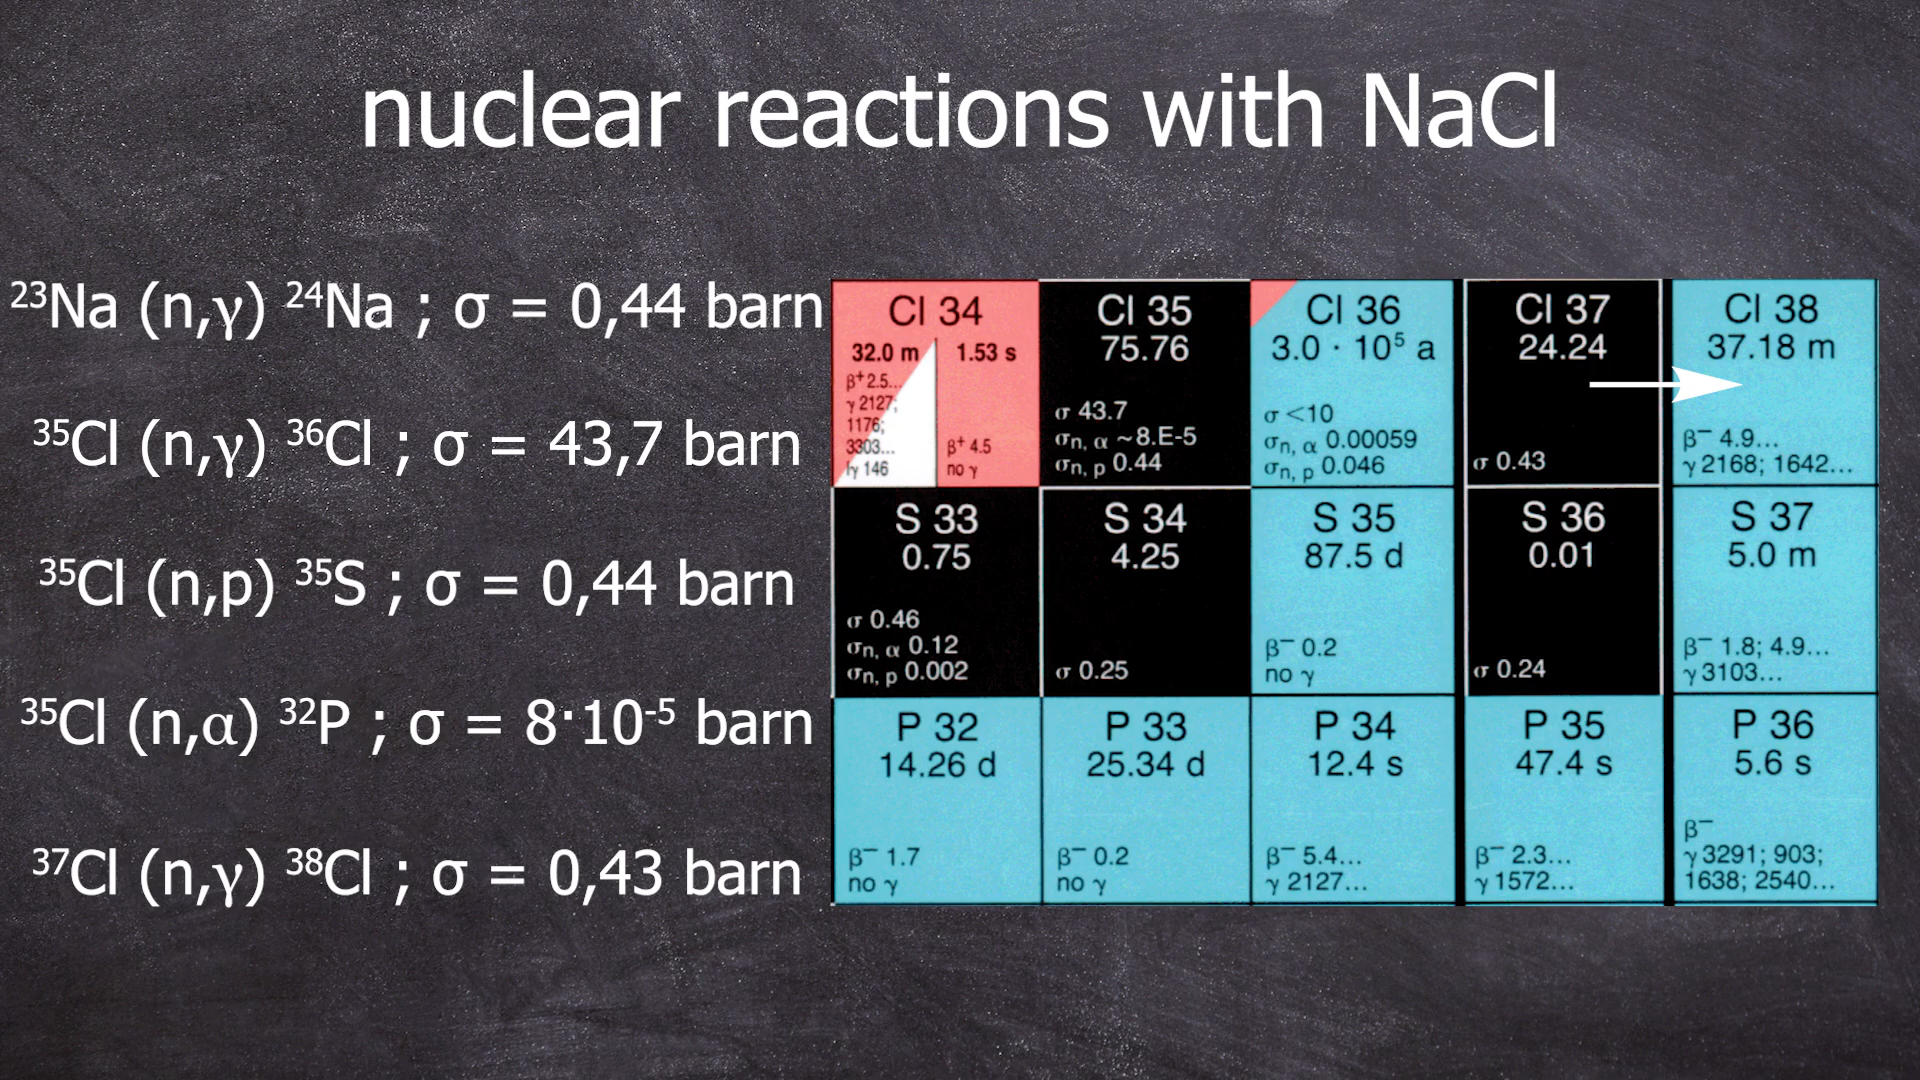 nuclear reactions with NaCl
²³Na (n,γ) ²⁴Na ; σ = 0,44 barn
³⁵Cl (n,γ) ³⁶Cl ; σ = 43,7 barn
³⁵Cl (n,p) ³⁵S ; σ = 0,44 barn
³⁵Cl (n,α) ³²P ; σ = 8·10⁻⁵ barn
³⁷Cl (n,γ) ³⁸Cl ; σ = 0,43 barn
Cl 34
32.0 m
β⁺ 2.5...
γ 2127;
1176;
3303...
Iγ 146
1.53 s
β⁺ 4.5
no γ
Cl 35
75.76
σ 43.7
σn, α ~8.E-5
σn, p 0.44
Cl 36
3.0 · 10⁵ a
σ <10
σn, α 0.00059
σn, p 0.046
Cl 37
24.24
σ 0.43
Cl 38
37.18 m
β⁻ 4.9...
γ 2168; 1642...
S 33
0.75
σ 0.46
σn, α 0.12
σn, p 0.002
S 34
4.25
σ 0.25
S 35
87.5 d
β⁻ 0.2
no γ
S 36
0.01
σ 0.24
S 37
5.0 m
β⁻ 1.8; 4.9...
γ 3103...
P 32
14.26 d
β⁻ 1.7
no γ
P 33
25.34 d
β⁻ 0.2
no γ
P 34
12.4 s
β⁻ 5.4...
γ 2127...
P 35
47.4 s
β⁻ 2.3...
γ 1572...
P 36
5.6 s
β⁻
γ 3291; 903;
1638; 2540...